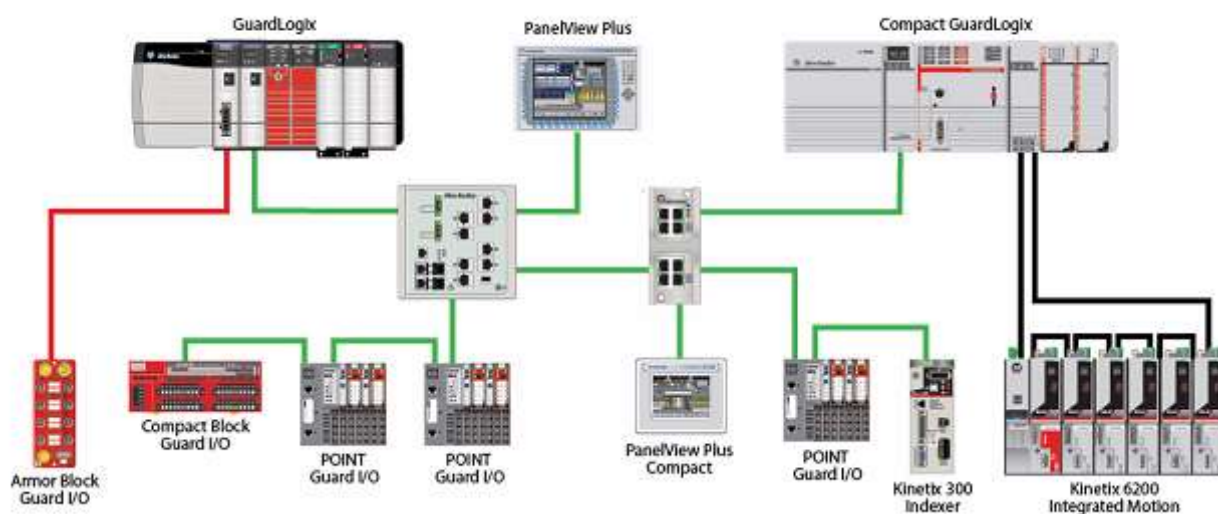 GuardLogix
PanelView Plus
Compact GuardLogix
Compact Block
Guard I/O
POINT
Guard I/O
POINT
Guard I/O
PanelView Plus
Compact
POINT
Guard I/O
Armor Block
Guard I/O
Kinetix 300
Indexer
Kinetix 6200
Integrated Motion